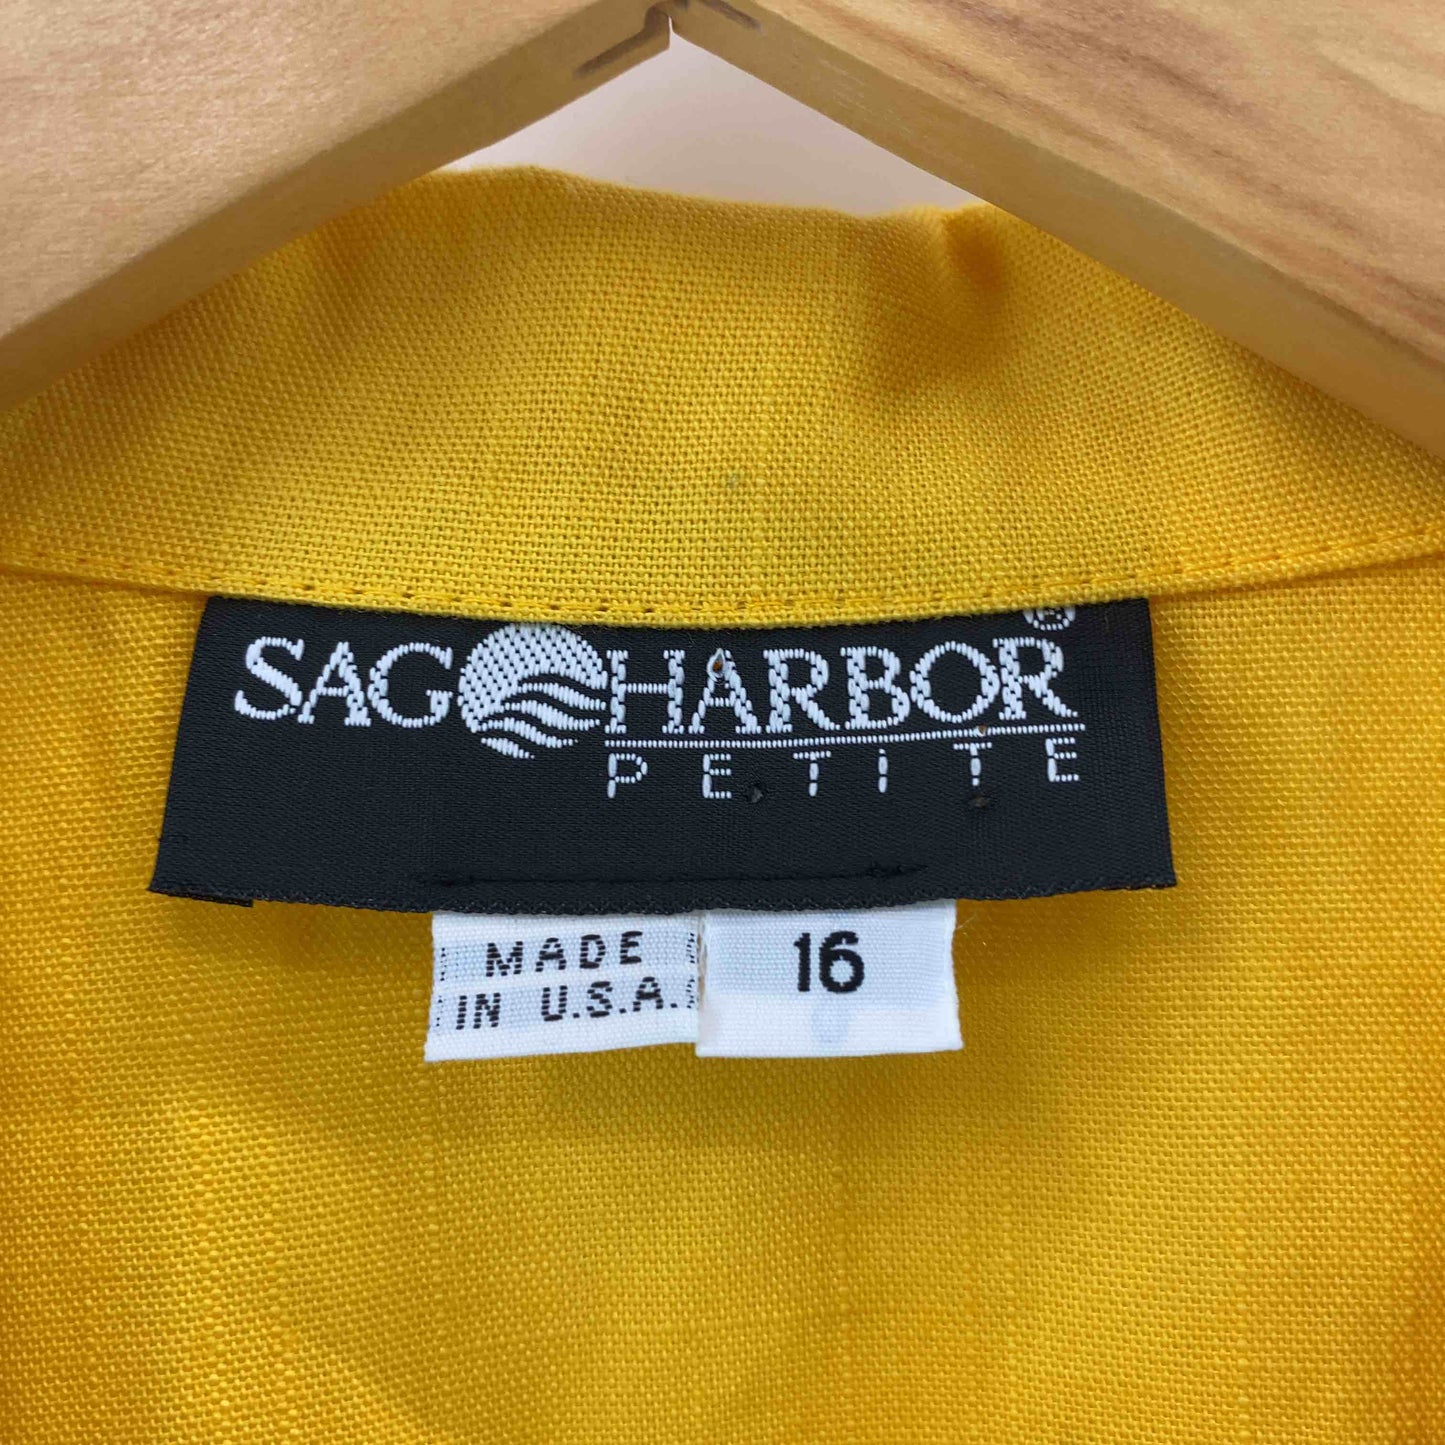 SAG HARBOR®
PETITE
MADE
IN U.S.A.
16